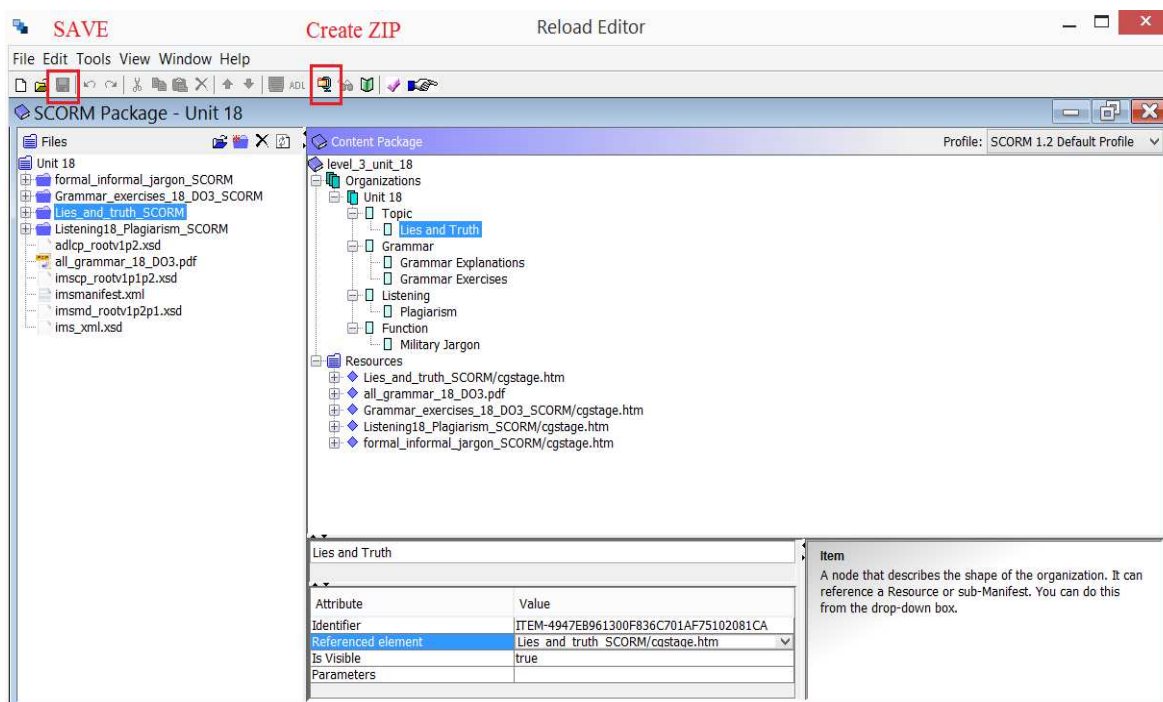 SAVE
Create ZIP
Reload Editor
File Edit Tools View Window Help
ADL
SCORM Package - Unit 18
Files
Unit 18
formal_informal_jargon_SCORM
Grammar_exercises_18_DO3_SCORM
Lies_and_truth_SCORM
Listening18_Plagiarism_SCORM
adlcp_rootv1p2.xsd
all_grammar_18_DO3.pdf
imscp_rootv1p1p2.xsd
imsmanifest.xml
imsmd_rootv1p2p1.xsd
ims_xml.xsd
Content Package
Profile: SCORM 1.2 Default Profile
level_3_unit_18
Organizations
Unit 18
Topic
Lies and Truth
Grammar
Grammar Explanations
Grammar Exercises
Listening
Plagiarism
Function
Military Jargon
Resources
Lies_and_truth_SCORM/cgstage.htm
all_grammar_18_DO3.pdf
Grammar_exercises_18_DO3_SCORM/cgstage.htm
Listening18_Plagiarism_SCORM/cgstage.htm
formal_informal_jargon_SCORM/cgstage.htm
Lies and Truth
Attribute Value
Identifier ITEM-4947EB961300F836C701AF75102081CA
Referenced element Lies_and_truth_SCORM/cgstage.htm
Is Visible true
Parameters
Item
A node that describes the shape of the organization. It can
reference a Resource or sub-Manifest. You can do this
from the drop-down box.